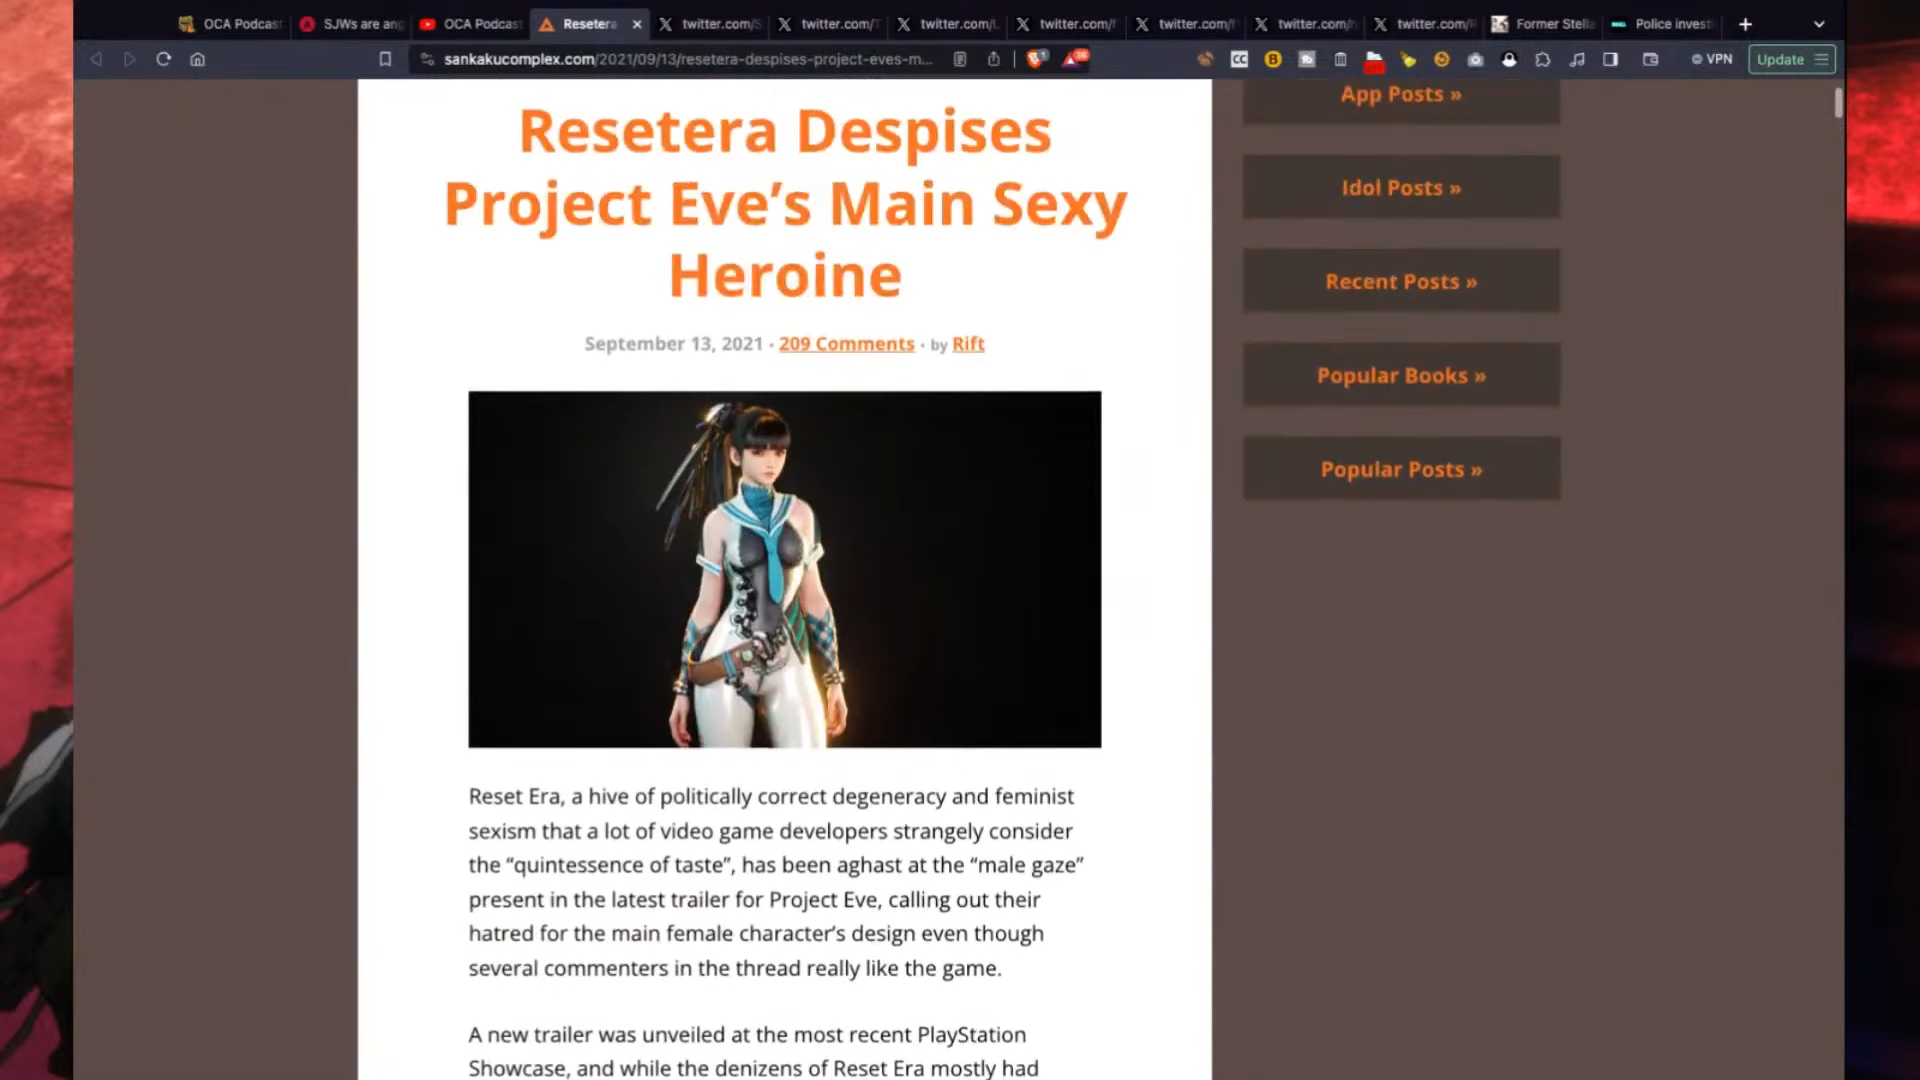 OCA Podcas
SJWs are ang
OCA Podcas
Resetera
twitter.com/S
twitter.com/T
twitter.com/L
twitter.com/
twitter.com/
twitter.com/
twitter.com/
Former Stella
Police investi
sankakucomplex.com/2021/09/13/resetera-despises-project-eves-m...
VPN
Update
Resetera Despises
Project Eve’s Main Sexy
Heroine
September 13, 2021 · 209 Comments · by Rift
Reset Era, a hive of politically correct degeneracy and feminist
sexism that a lot of video game developers strangely consider
the “quintessence of taste”, has been aghast at the “male gaze”
present in the latest trailer for Project Eve, calling out their
hatred for the main female character’s design even though
several commenters in the thread really like the game.
A new trailer was unveiled at the most recent PlayStation
Showcase, and while the denizens of Reset Era mostly had
App Posts »
Idol Posts »
Recent Posts »
Popular Books »
Popular Posts »